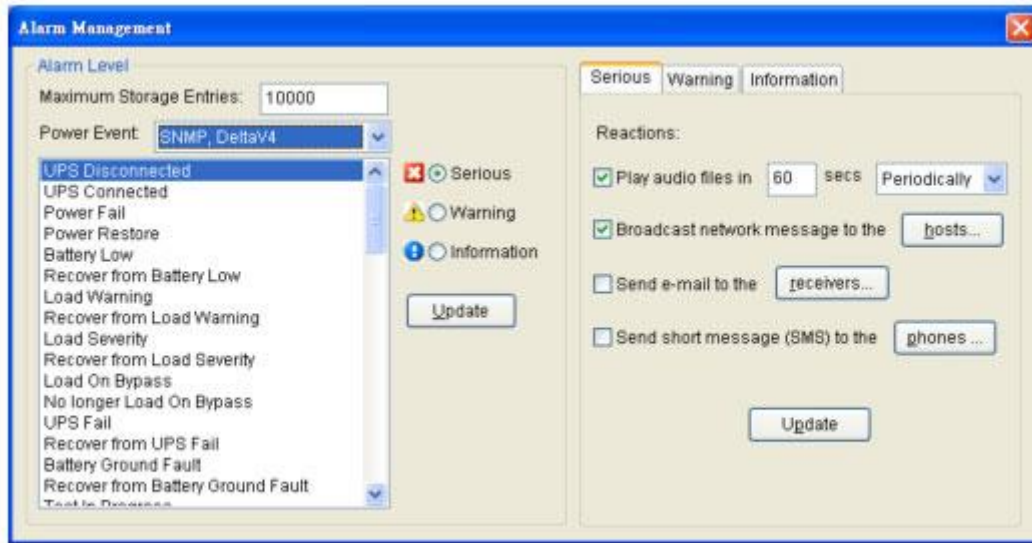 Alarm Management
Alarm Level
Maximum Storage Entries: 10000
Power Event: SNMP, DeltaV4
UPS Disconnected
UPS Connected
Power Fail
Power Restore
Battery Low
Recover from Battery Low
Load Warning
Recover from Load Warning
Load Severity
Recover from Load Severity
Load On Bypass
No longer Load On Bypass
UPS Fail
Recover from UPS Fail
Battery Ground Fault
Recover from Battery Ground Fault
Test In Progress
Serious
Warning
Information
Update
Serious Warning Information
Reactions:
Play audio files in 60 secs Periodically
Broadcast network message to the hosts...
Send e-mail to the receivers...
Send short message (SMS) to the phones ...
Update